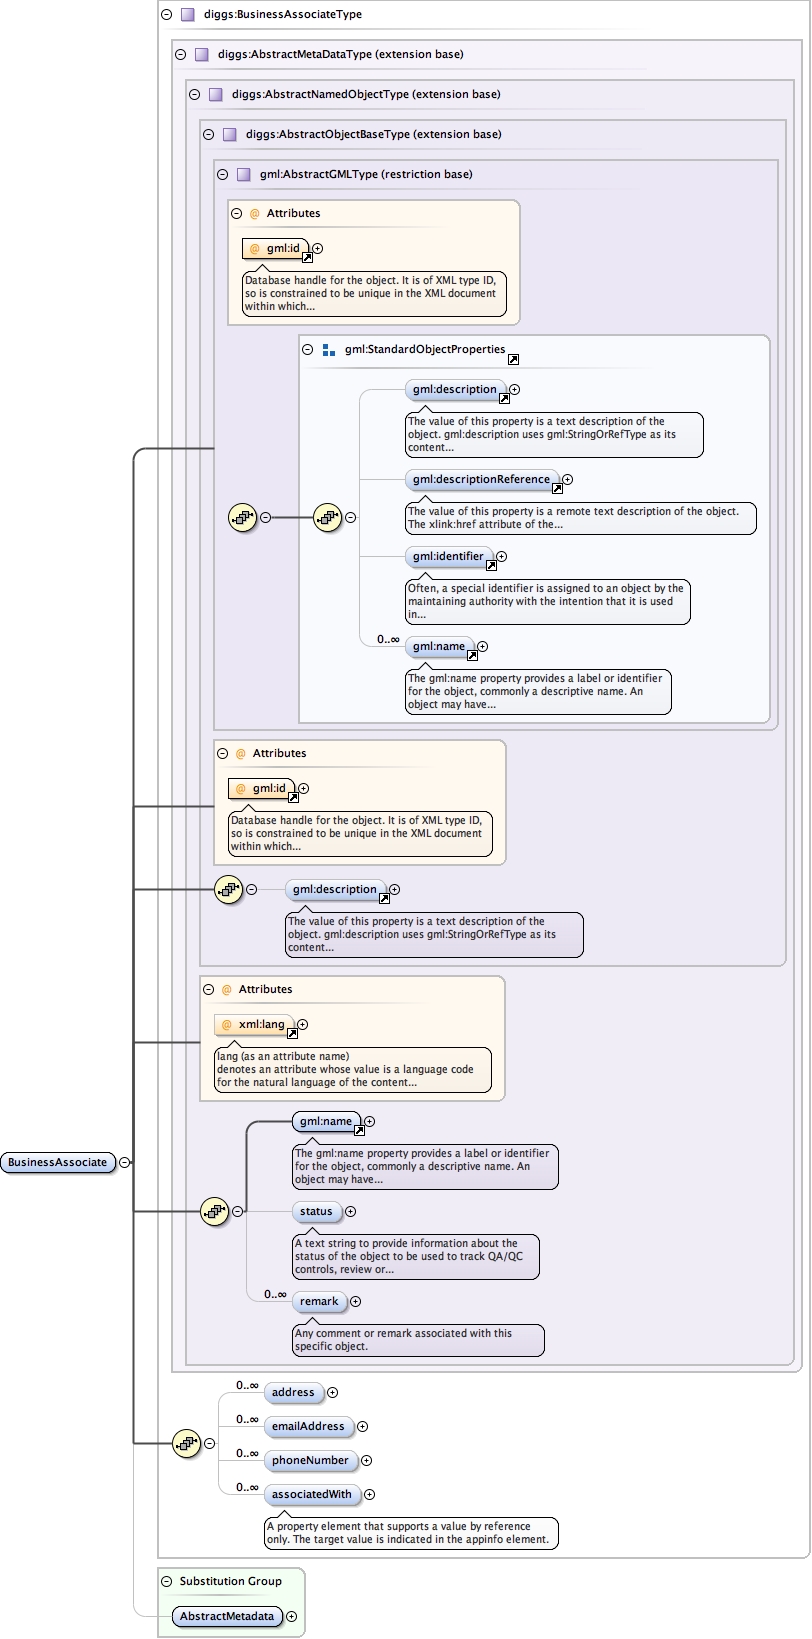 diggs:BusinessAssociateType
diggs:AbstractMetaDataType (extension base)
diggs:AbstractNamedObjectType (extension base)
diggs:AbstractObjectBaseType (extension base)
gml:AbstractGMLType (restriction base)
@ Attributes
@ gml:id
Database handle for the object. It is of XML type ID,
so is constrained to be unique in the XML document
within which...
gml:StandardObjectProperties
gml:description
The value of this property is a text description of the
object. gml:description uses gml:StringOrRefType as its
content...
gml:descriptionReference
The value of this property is a remote text description of the object.
The xlink:href attribute of the...
gml:identifier
Often, a special identifier is assigned to an object by the
maintaining authority with the intention that it is used
in...
0..∞
gml:name
The gml:name property provides a label or identifier
for the object, commonly a descriptive name. An
object may have...
@ Attributes
@ gml:id
Database handle for the object. It is of XML type ID,
so is constrained to be unique in the XML document
within which...
gml:description
The value of this property is a text description of the
object. gml:description uses gml:StringOrRefType as its
content...
@ Attributes
@ xml:lang
lang (as an attribute name)
denotes an attribute whose value is a language code
for the natural language of the content...
gml:name
The gml:name property provides a label or identifier
for the object, commonly a descriptive name. An
object may have...
BusinessAssociate
status
A text string to provide information about the
status of the object to be used to track QA/QC
controls, review or...
0..∞
remark
Any comment or remark associated with this
specific object.
0..∞
address
0..∞
emailAddress
0..∞
phoneNumber
0..∞
associatedWith
A property element that supports a value by reference
only. The target value is indicated in the appinfo element.
Substitution Group
AbstractMetadata